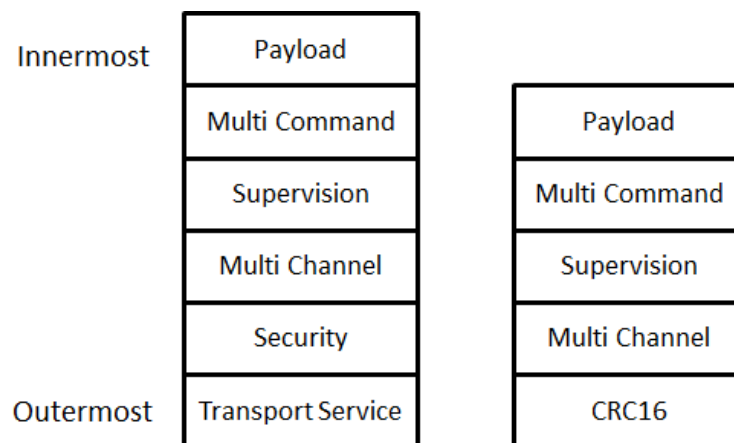 Innermost
Payload
Multi Command
Supervision
Multi Channel
Security
Outermost
Transport Service
Payload
Multi Command
Supervision
Multi Channel
CRC16